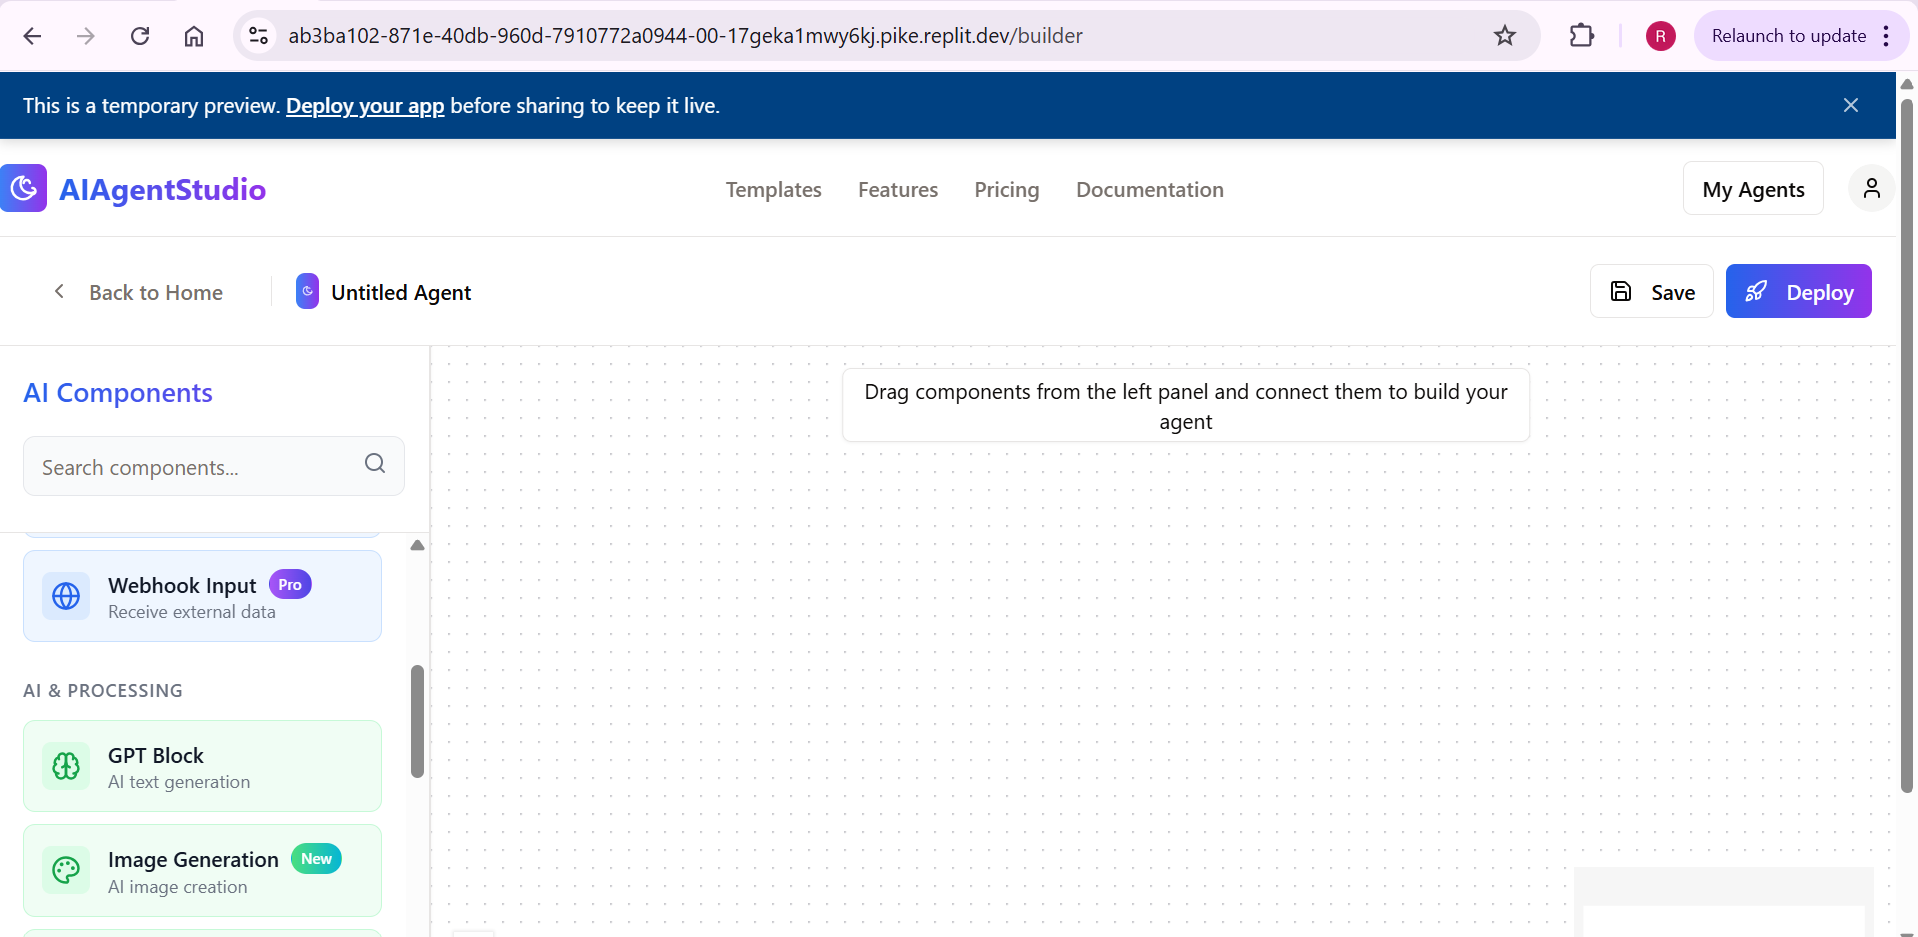 ab3ba102-871e-40db-960d-7910772a0944-00-17geka1mwy6kj.pike.replit.dev/builder
R
Relaunch to update
This is a temporary preview. Deploy your app before sharing to keep it live.
AIAgentStudio
Templates
Features
Pricing
Documentation
My Agents
Back to Home
Untitled Agent
Save
Deploy
AI Components
Search components...
Drag components from the left panel and connect them to build your
agent
Webhook Input Pro
Receive external data
AI & PROCESSING
GPT Block
AI text generation
Image Generation New
AI image creation